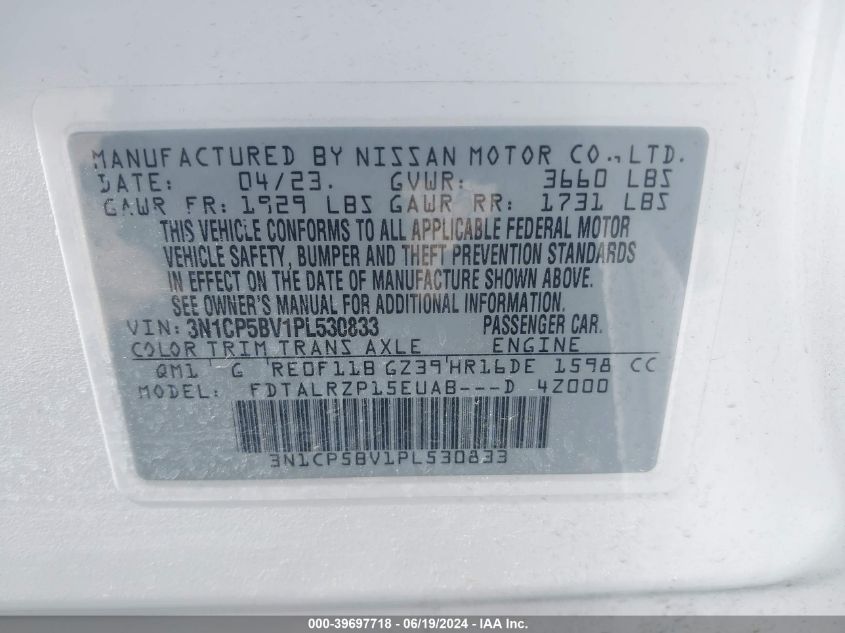 MANUFACTURED BY NISSAN MOTOR CO., LTD.
DATE: 04/23. GVWR: 3660 LBS
GAWR FR: 1929 LBS GAWR RR: 1731 LBS
THIS VEHICLE CONFORMS TO ALL APPLICABLE FEDERAL MOTOR
VEHICLE SAFETY, BUMPER AND THEFT PREVENTION STANDARDS
IN EFFECT ON THE DATE OF MANUFACTURE SHOWN ABOVE.
SEE OWNER'S MANUAL FOR ADDITIONAL INFORMATION.
VIN: 3N1CP5BV1PL530833 PASSENGER CAR.
COLOR TRIM TRANS AXLE ENGINE
QM1 G RE0F11B GZ39 HR16DE 1598 CC
MODEL: FDTALRZP15EUAB---D 4Z000
3N1CP5BV1PL530833
000-39697718 - 06/19/2024 - IAA Inc.